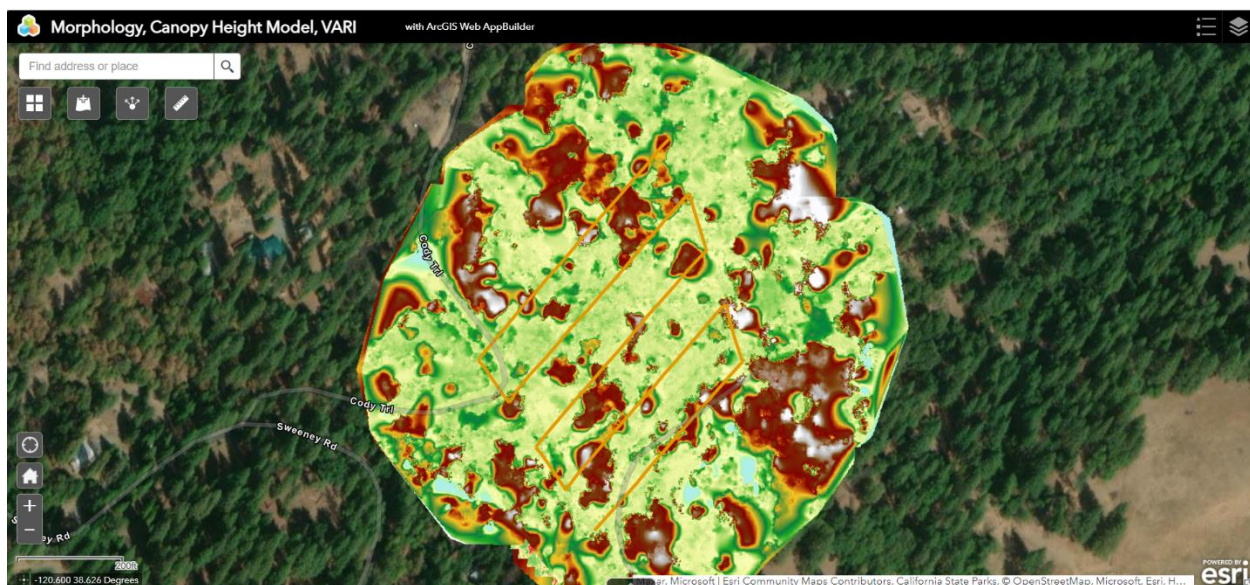 Morphology, Canopy Height Model, VARI
with ArcGIS Web AppBuilder
Find address or place
Cody Trl
Cody Trl
Sweeney Rd
ey Rd
200ft
-120.600 38.626 Degrees
ar, Microsoft | Esri Community Maps Contributors, California State Parks, © OpenStreetMap, Microsoft, Esri, H...
POWERED BY
esri